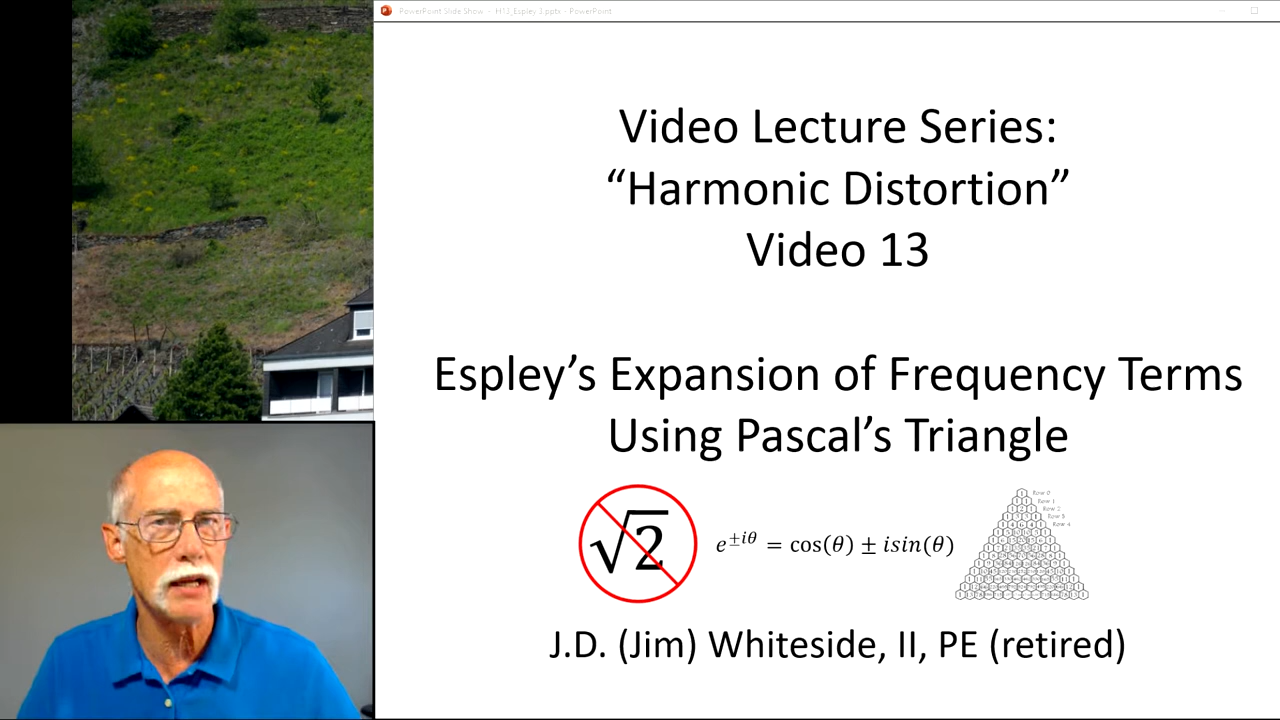 PowerPoint Slide Show - H13_Espley 3.pptx - PowerPoint
Video Lecture Series:
“Harmonic Distortion”
Video 13
Espley’s Expansion of Frequency Terms
Using Pascal’s Triangle
√2
e^{±iθ} = cos(θ) ± isin(θ)
Row 0
Row 1
Row 2
Row 3
Row 4
J.D. (Jim) Whiteside, II, PE (retired)